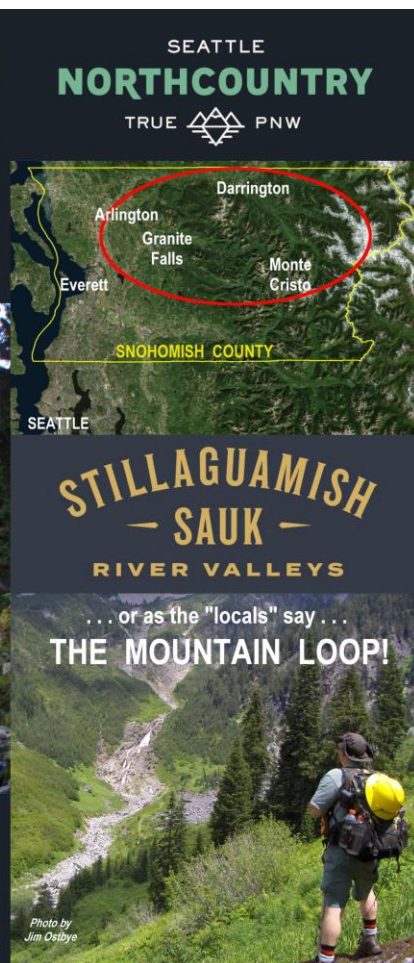 SEATTLE
NORTHCOUNTRY
TRUE PNW
Darrington
Arlington
Granite
Falls
Monte
Cristo
Everett
SNOHOMISH COUNTY
SEATTLE
STILLAGUAMISH
– SAUK –
RIVER VALLEYS
. . . or as the "locals" say . . .
THE MOUNTAIN LOOP!
Photo by
Jim Ostbye